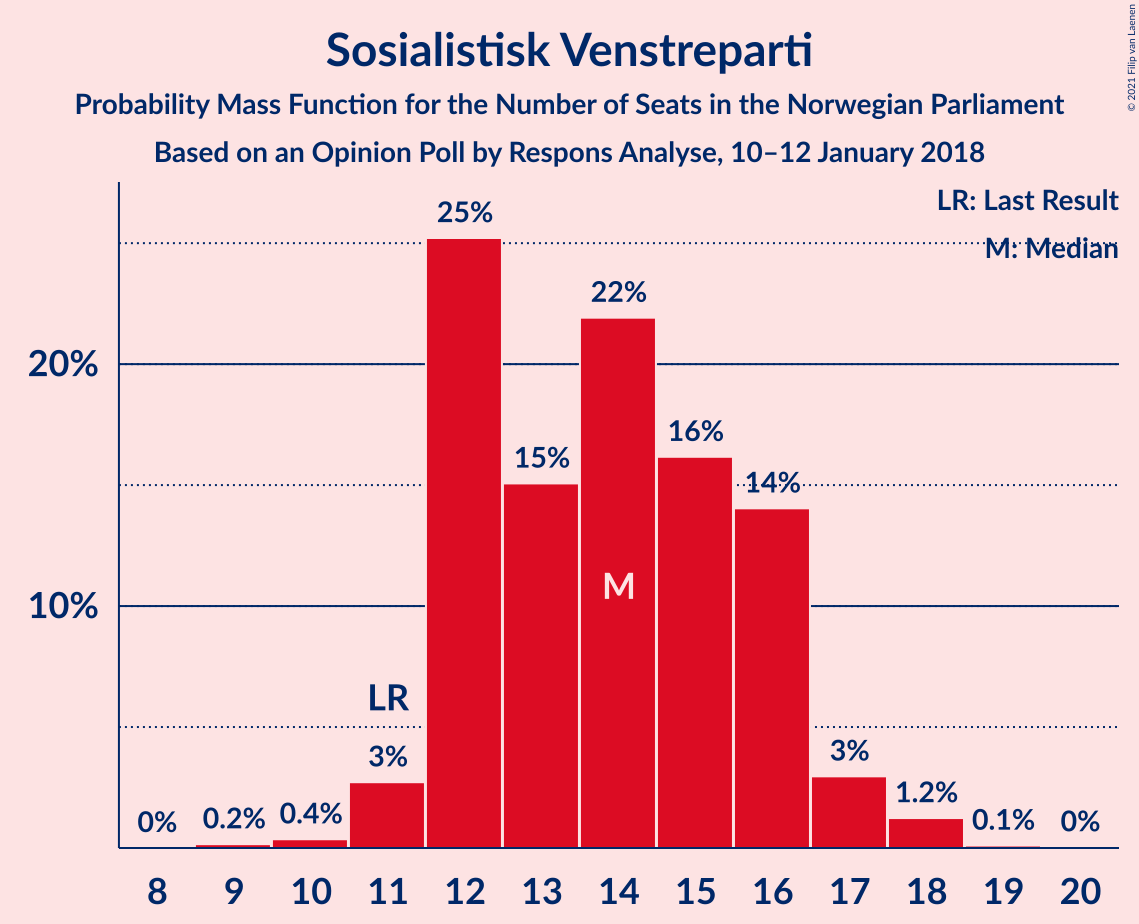 Sosialistisk Venstreparti
Probability Mass Function for the Number of Seats in the Norwegian Parliament
Based on an Opinion Poll by Respons Analyse, 10–12 January 2018
© 2021 Filip van Laenen
LR: Last Result
M: Median
25%
22%
20%
16%
15%
14%
10%
M
LR
3%
3%
1.2%
0%
0.2%
0.4%
0.1%
0%
8 9 10 11 12 13 14 15 16 17 18 19 20